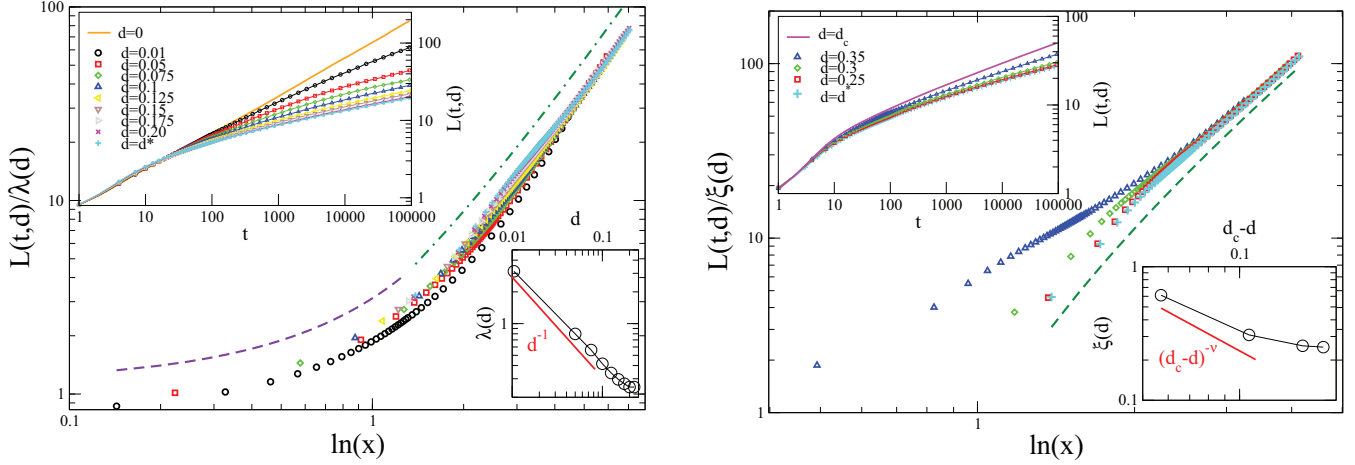 100
10
1
L(t,d)/λ(d)
0.1
1
ln(x)
d=0
d=0.01
d=0.05
d=0.075
d=0.1
d=0.125
d=0.15
d=0.175
d=0.20
d=d*
1
10
100
1000
10000
100000
t
100
10
1
L(t,d)
d
0.01
0.1
1
λ(d)
d⁻¹
100
10
1
L(t,d)/ξ(d)
1
ln(x)
d=d_c
d=0.35
d=0.3
d=0.25
d=d*
1
10
100
1000
10000
100000
t
100
10
1
L(t,d)
d_c-d
0.1
1
0.1
ξ(d)
(d_c-d)^-ν